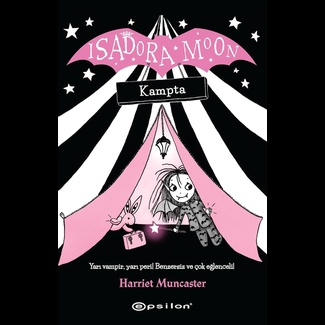 ISADORA MOON
Kampta
Yarı vampir, yarı peri! Benzersiz ve çok eğlenceli!
Harriet Muncaster
epsilon